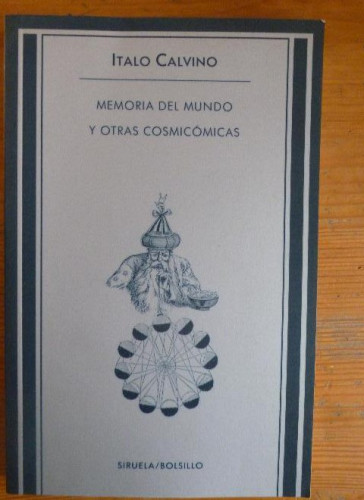 ITALO CALVINO
MEMORIA DEL MUNDO
Y OTRAS COSMICÓMICAS
SIRUELA/BOLSILLO